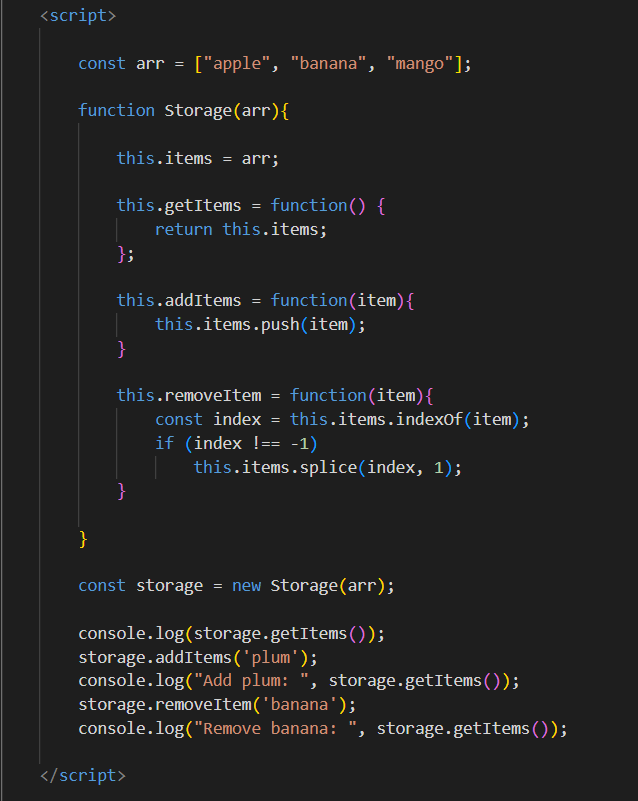 <script>
const arr = ["apple", "banana", "mango"];
function Storage(arr){
this.items = arr;
this.getItems = function() {
return this.items;
};
this.addItems = function(item){
this.items.push(item);
}
this.removeItem = function(item){
const index = this.items.indexOf(item);
if (index !== -1)
this.items.splice(index, 1);
}
}
const storage = new Storage(arr);
console.log(storage.getItems());
storage.addItems('plum');
console.log("Add plum: ", storage.getItems());
storage.removeItem('banana');
console.log("Remove banana: ", storage.getItems());
</script>